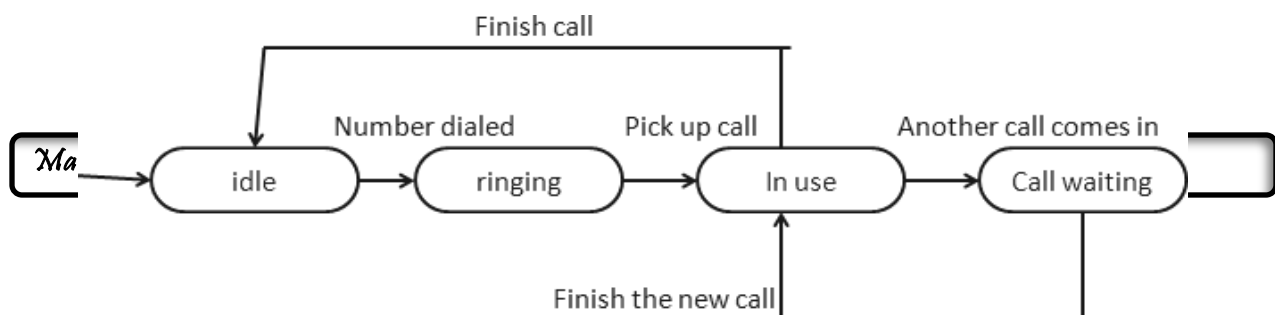 Finish call
Number dialed Pick up call Another call comes in
Ma
idle ringing In use Call waiting
Finish the new call